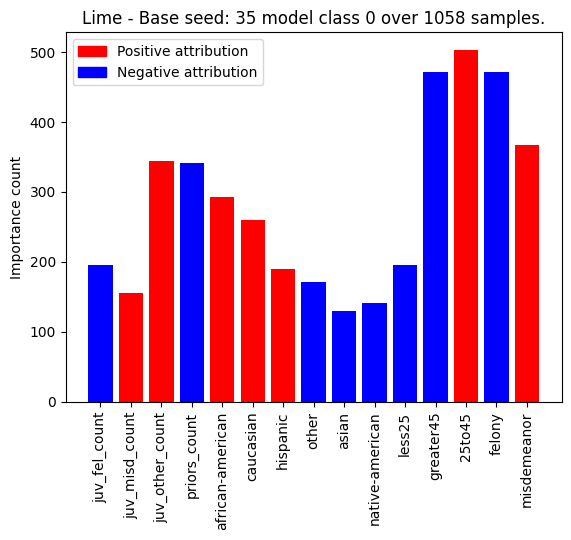 Lime - Base seed: 35 model class 0 over 1058 samples.
Positive attribution
Negative attribution
Importance count
500
400
300
200
100
0
juv_fel_count
juv_misd_count
juv_other_count
priors_count
african-american
caucasian
hispanic
other
asian
native-american
less25
greater45
25to45
felony
misdemeanor